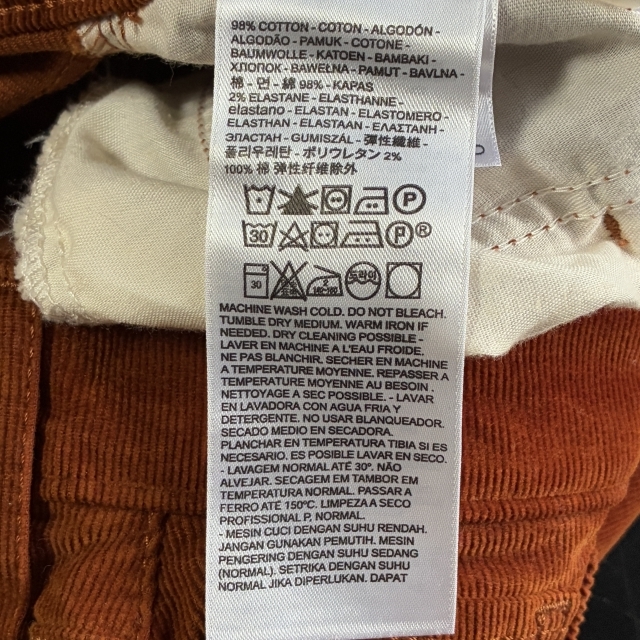 98% COTTON - COTON - ALGODÓN -
ALGODÃO - PAMUK - COTONE -
BAUMWOLLE - KATOEN - BAMBAKI -
ХЛОПОК - BAWEŁNA - PAMUT - BAVLNA -
棉 - 면 - 綿 98% - KAPAS
2% ELASTANE - ELASTHANNE -
elastano - ELASTAN - ELASTOMERO -
ELASTHAN - ELASTAAN - ΕΛΑΣΤΑΝΗ -
ЭЛАСТАН - GUMISZÁL - 弾性纖維 -
폴리우레탄 - ポリウレタン 2%
100% 棉 弹性纤维除外
P
30 P®
30 2 드라이
MACHINE WASH COLD. DO NOT BLEACH.
TUMBLE DRY MEDIUM. WARM IRON IF
NEEDED. DRY CLEANING POSSIBLE -
LAVER EN MACHINE A L'EAU FROIDE.
NE PAS BLANCHIR. SECHER EN MACHINE
A TEMPERATURE MOYENNE. REPASSER A
TEMPERATURE MOYENNE AU BESOIN .
NETTOYAGE A SEC POSSIBLE. - LAVAR
EN LAVADORA CON AGUA FRIA Y
DETERGENTE. NO USAR BLANQUEADOR.
SECADO MEDIO EN SECADORA.
PLANCHAR EN TEMPERATURA TIBIA SI ES
NECESARIO. ES POSIBLE LAVAR EN SECO.
- LAVAGEM NORMAL ATÉ 30º. NÃO
ALVEJAR. SECAGEM EM TAMBOR EM
TEMPERATURA NORMAL. PASSAR A
FERRO ATÉ 150ºC. LIMPEZA A SECO
PROFISSIONAL P, NORMAL.
- MESIN CUCI DENGAN SUHU RENDAH.
JANGAN GUNAKAN PEMUTIH. MESIN
PENGERING DENGAN SUHU SEDANG
(NORMAL). SETRIKA DENGAN SUHU
NORMAL JIKA DIPERLUKAN. DAPAT